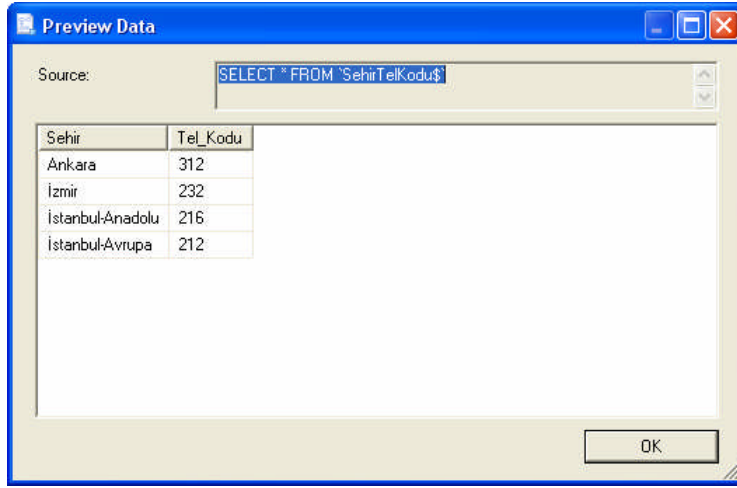 Preview Data
Source: SELECT * FROM `SehirTelKodu$`
Sehir Tel_Kodu
Ankara 312
İzmir 232
İstanbul-Anadolu 216
İstanbul-Avrupa 212
OK